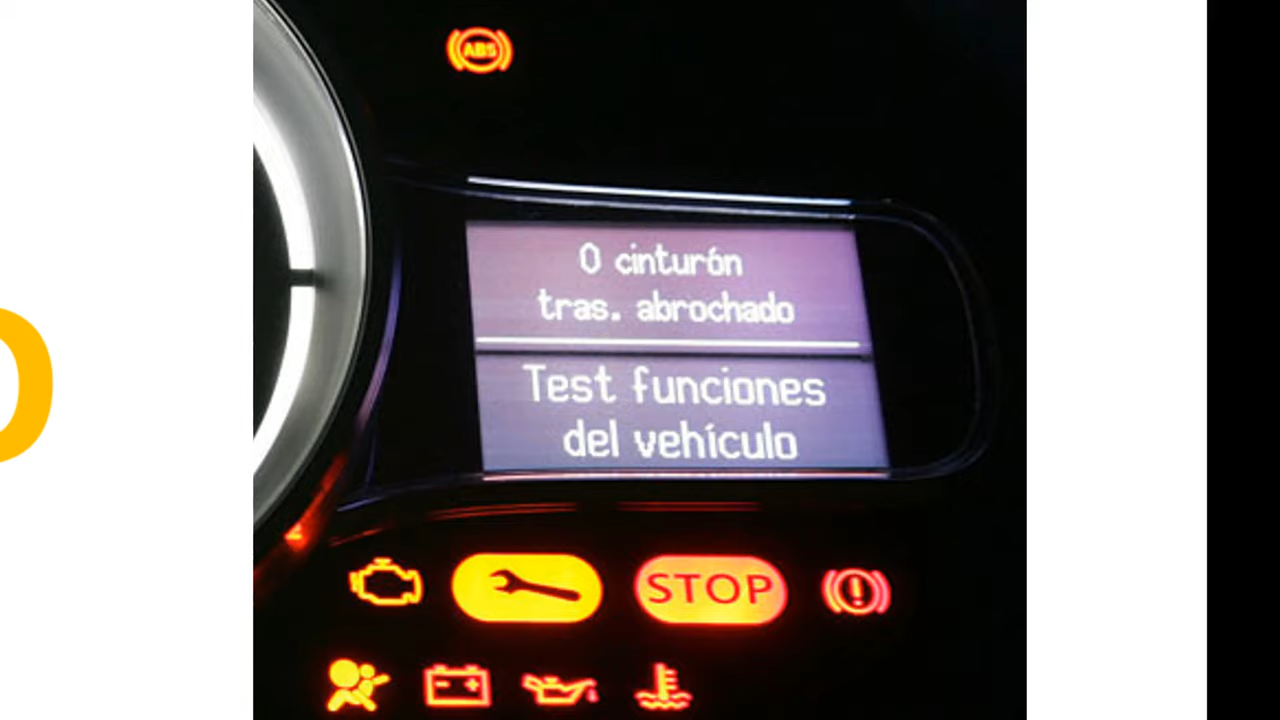 ABS
0 cinturón
tras. abrochado
Test funciones
del vehículo
STOP